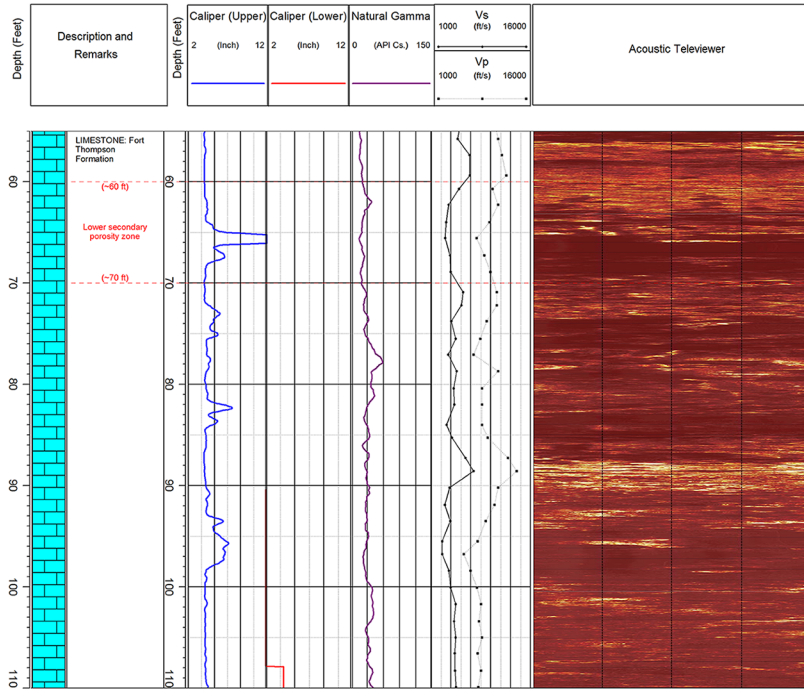 Depth (Feet)
Description and
Remarks
Depth (Feet)
Caliper (Upper)
2 (Inch) 12
Caliper (Lower)
2 (Inch) 12
Natural Gamma
0 (API Cs.) 150
Vs
1000 (ft/s) 16000
Vp
1000 (ft/s) 16000
Acoustic Televiewer
LIMESTONE: Fort
Thompson
Formation
60
(~60 ft)
60
Lower secondary
porosity zone
70
(~70 ft)
70
80
80
90
90
100
100
110
110